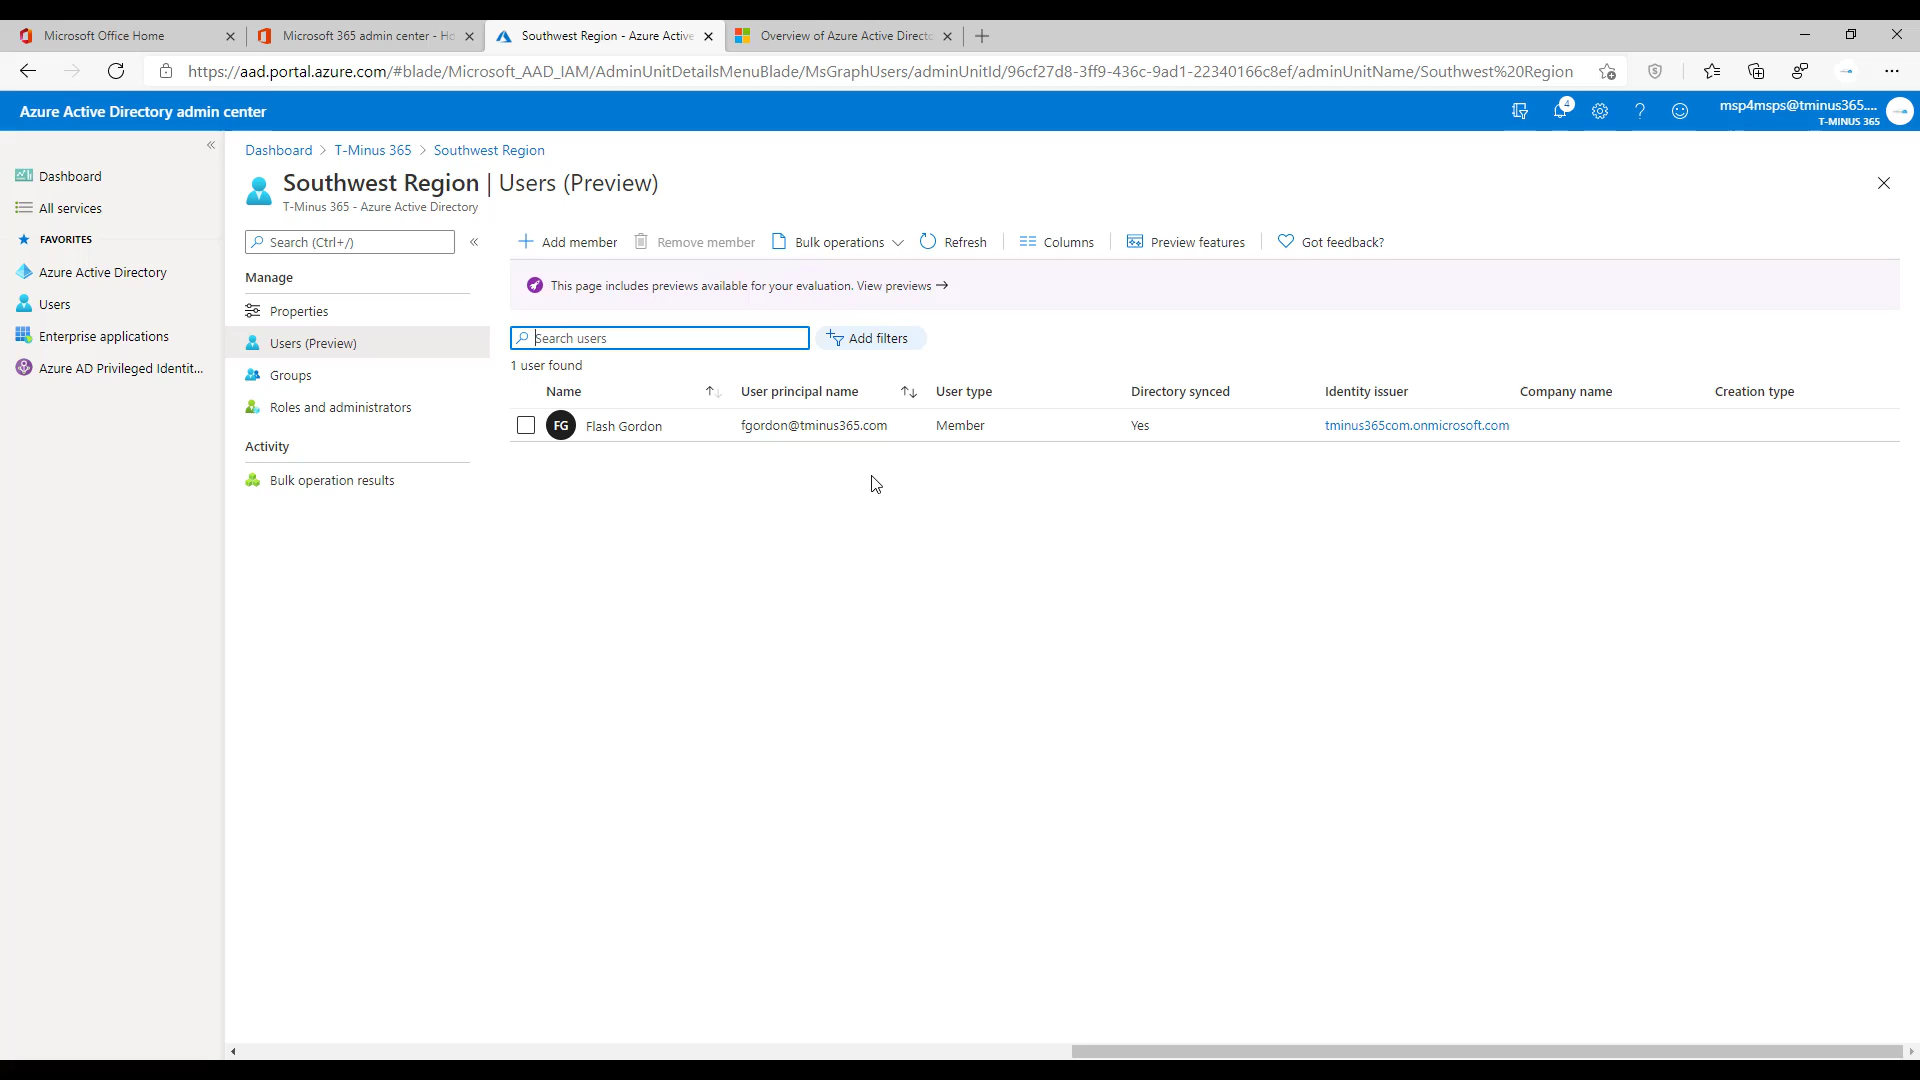 Microsoft Office Home
Microsoft 365 admin center - Ho
Southwest Region - Azure Active
Overview of Azure Active Directo
https://aad.portal.azure.com/#blade/Microsoft_AAD_IAM/AdminUnitDetailsMenuBlade/MsGraphUsers/adminUnitId/96cf27d8-3ff9-436c-9ad1-22340166c8ef/adminUnitName/Southwest%20Region
Azure Active Directory admin center
4
msp4msps@tminus365....
T-MINUS 365
Dashboard
All services
FAVORITES
Azure Active Directory
Users
Enterprise applications
Azure AD Privileged Identit...
Dashboard > T-Minus 365 > Southwest Region
Southwest Region | Users (Preview)
T-Minus 365 - Azure Active Directory
Search (Ctrl+/)
Manage
Properties
Users (Preview)
Groups
Roles and administrators
Activity
Bulk operation results
Add member
Remove member
Bulk operations
Refresh
Columns
Preview features
Got feedback?
This page includes previews available for your evaluation. View previews →
Search users
Add filters
1 user found
Name User principal name User type Directory synced Identity issuer Company name Creation type
FG Flash Gordon fgordon@tminus365.com Member Yes tminus365com.onmicrosoft.com